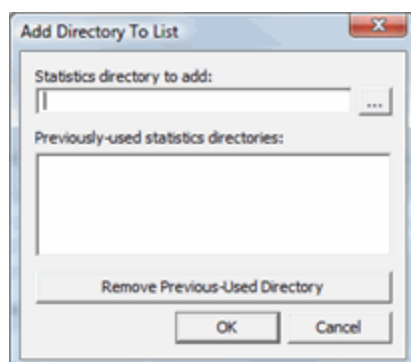 Add Directory To List
Statistics directory to add:
...
Previously-used statistics directories:
Remove Previous-Used Directory
OK
Cancel